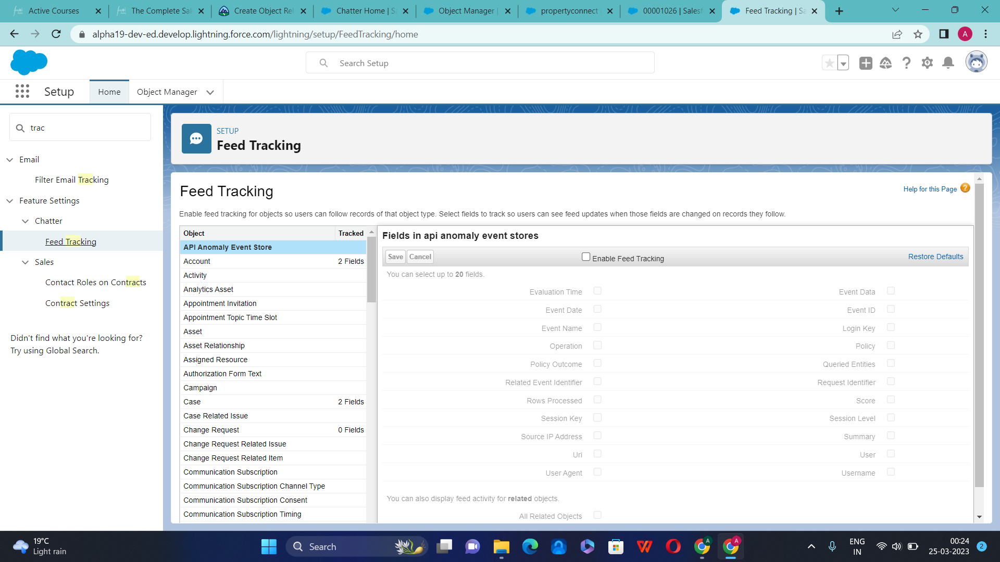 Active Courses
The Complete Sal
Create Object Rel
Chatter Home | S
Object Manager |
propertyconnect
00001026 | Salesf
Feed Tracking | Sa
alpha19-dev-ed.develop.lightning.force.com/lightning/setup/FeedTracking/home
A
Search Setup
Setup
Home
Object Manager
trac
Email
Filter Email Tracking
Feature Settings
Chatter
Feed Tracking
Sales
Contact Roles on Contracts
Contract Settings
Didn't find what you're looking for?
Try using Global Search.
SETUP
Feed Tracking
Feed Tracking
Help for this Page ?
Enable feed tracking for objects so users can follow records of that object type. Select fields to track so users can see feed updates when those fields are changed on records they follow.
Object Tracked
API Anomaly Event Store
Account 2 Fields
Activity
Analytics Asset
Appointment Invitation
Appointment Topic Time Slot
Asset
Asset Relationship
Assigned Resource
Authorization Form Text
Campaign
Case 2 Fields
Case Related Issue
Change Request 0 Fields
Change Request Related Issue
Change Request Related Item
Communication Subscription
Communication Subscription Channel Type
Communication Subscription Consent
Communication Subscription Timing
Fields in api anomaly event stores
Save Cancel Enable Feed Tracking Restore Defaults
You can select up to 20 fields.
Evaluation Time Event Data
Event Date Event ID
Event Name Login Key
Operation Policy
Policy Outcome Queried Entities
Related Event Identifier Request Identifier
Rows Processed Score
Session Key Session Level
Source IP Address Summary
Uri User
User Agent Username
You can also display feed activity for related objects.
All Related Objects
19°C
Light rain
Search
A
A
ENG
IN
00:24
25-03-2023
2